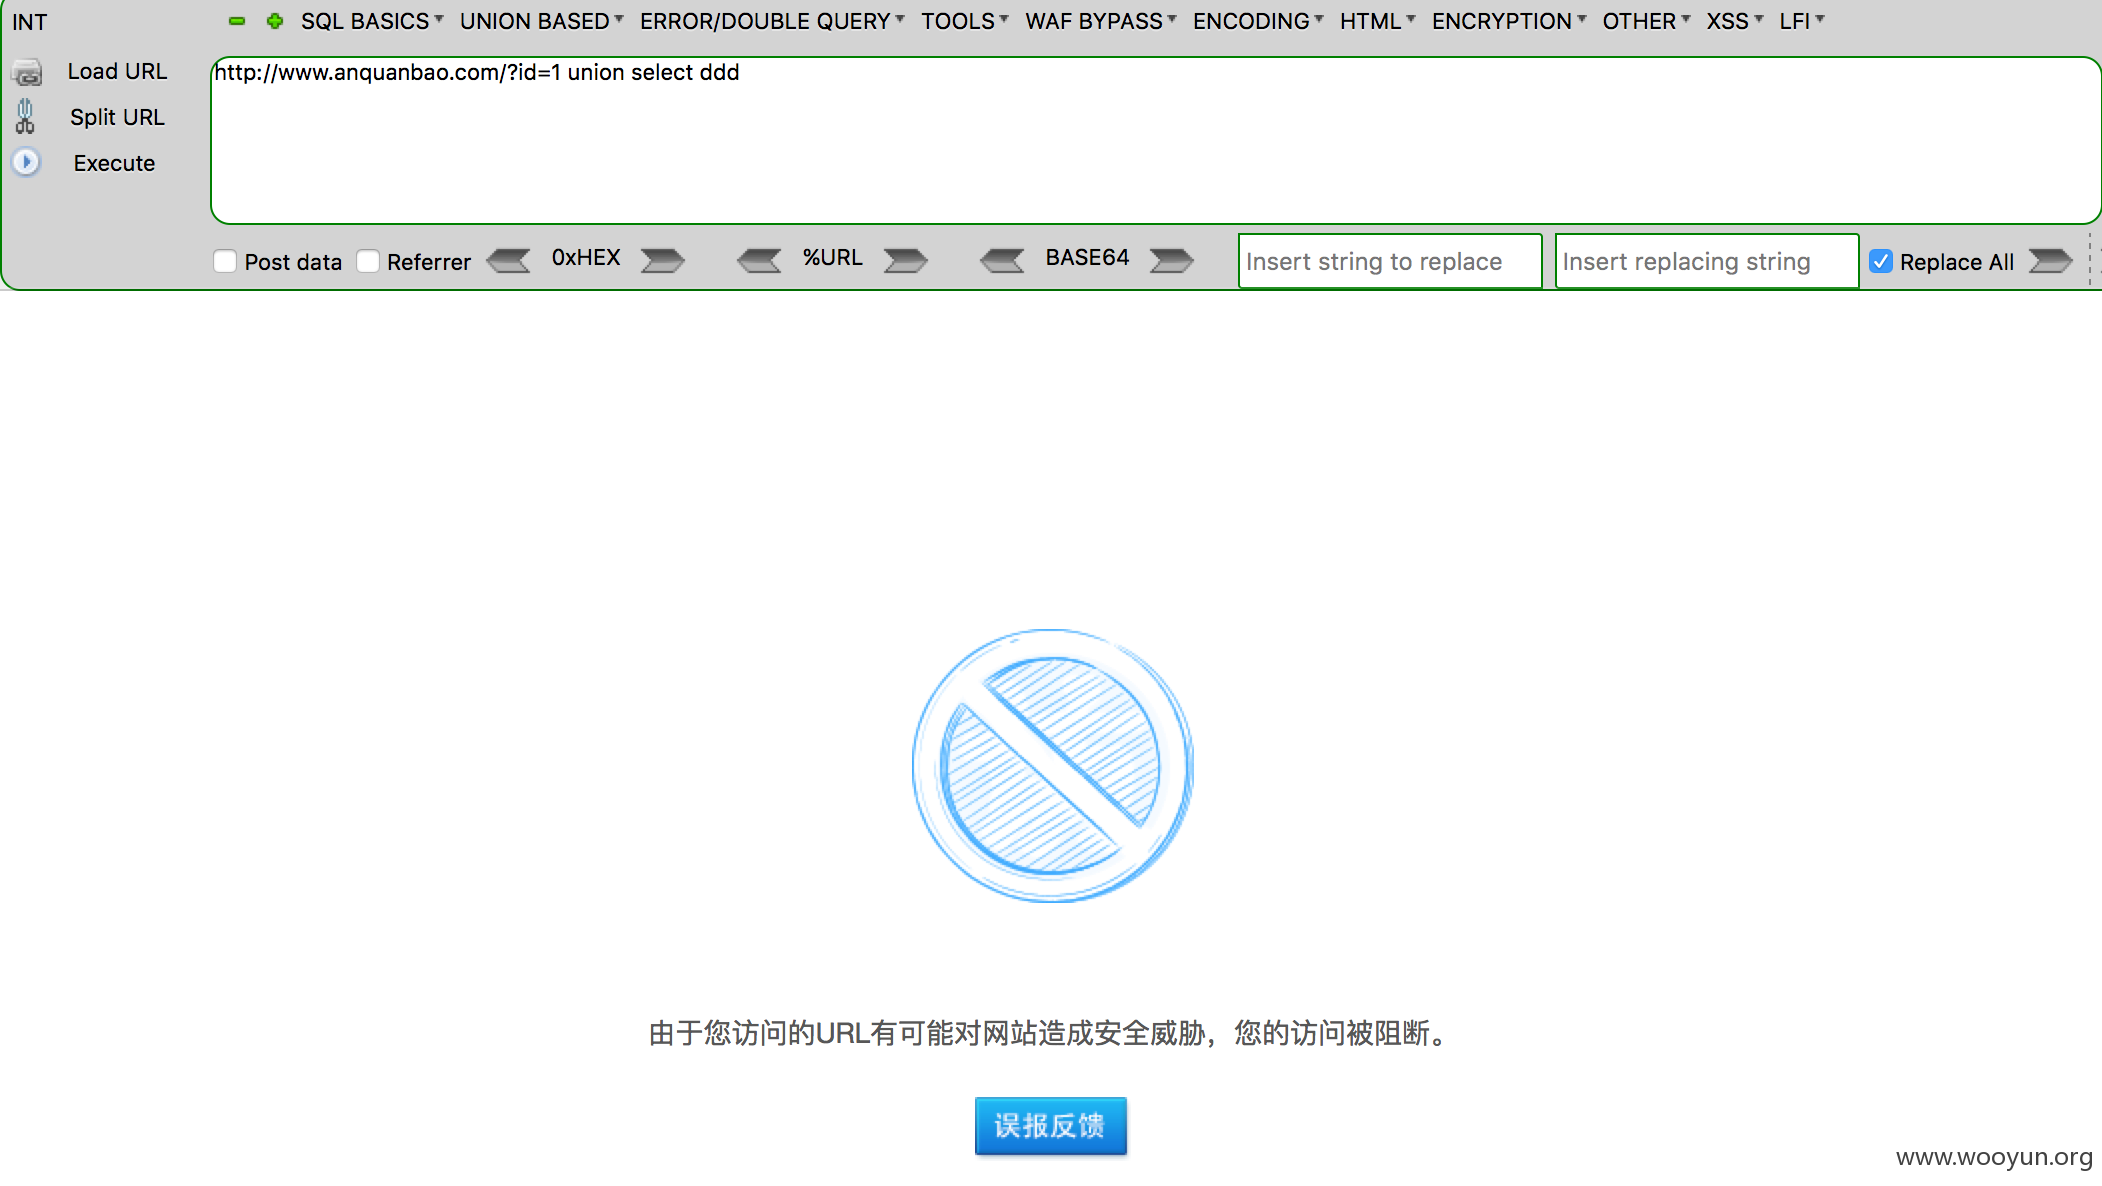 INT SQL BASICS UNION BASED ERROR/DOUBLE QUERY TOOLS WAF BYPASS ENCODING HTML ENCRYPTION OTHER XSS LFI
Load URL http://www.anquanbao.com/?id=1 union select ddd
Split URL
Execute
Post data Referrer 0xHEX %URL BASE64 Insert string to replace Insert replacing string Replace All
由于您访问的URL有可能对网站造成安全威胁，您的访问被阻断。
误报反馈
www.wooyun.org